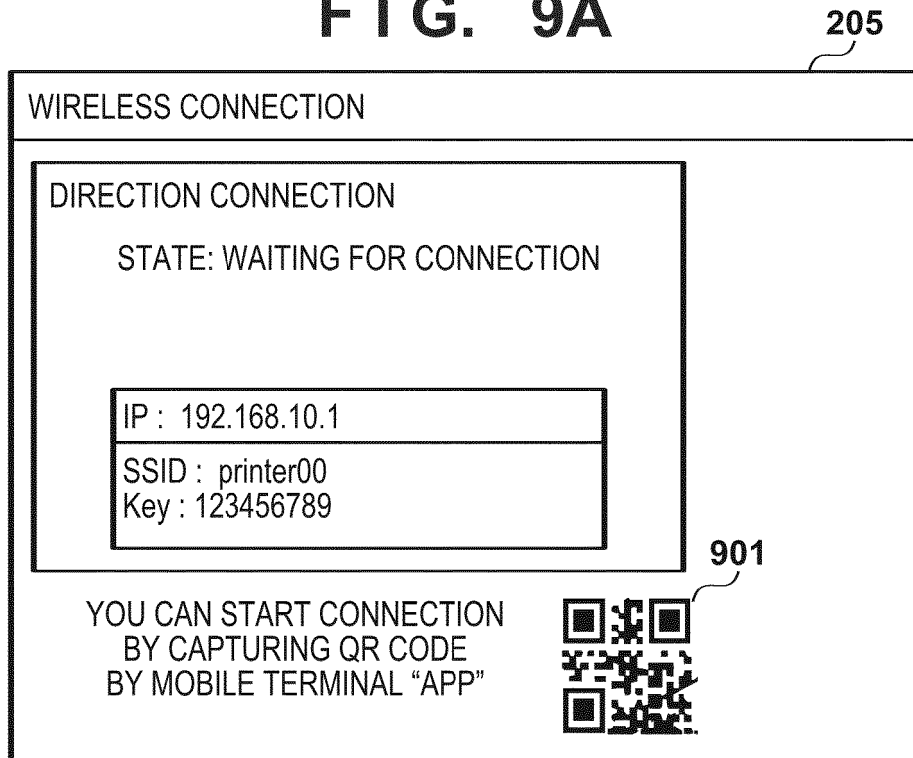 FIG. 9A
205
WIRELESS CONNECTION
DIRECTION CONNECTION
STATE: WAITING FOR CONNECTION
IP : 192.168.10.1
SSID : printer00
Key : 123456789
901
YOU CAN START CONNECTION
BY CAPTURING QR CODE
BY MOBILE TERMINAL “APP”